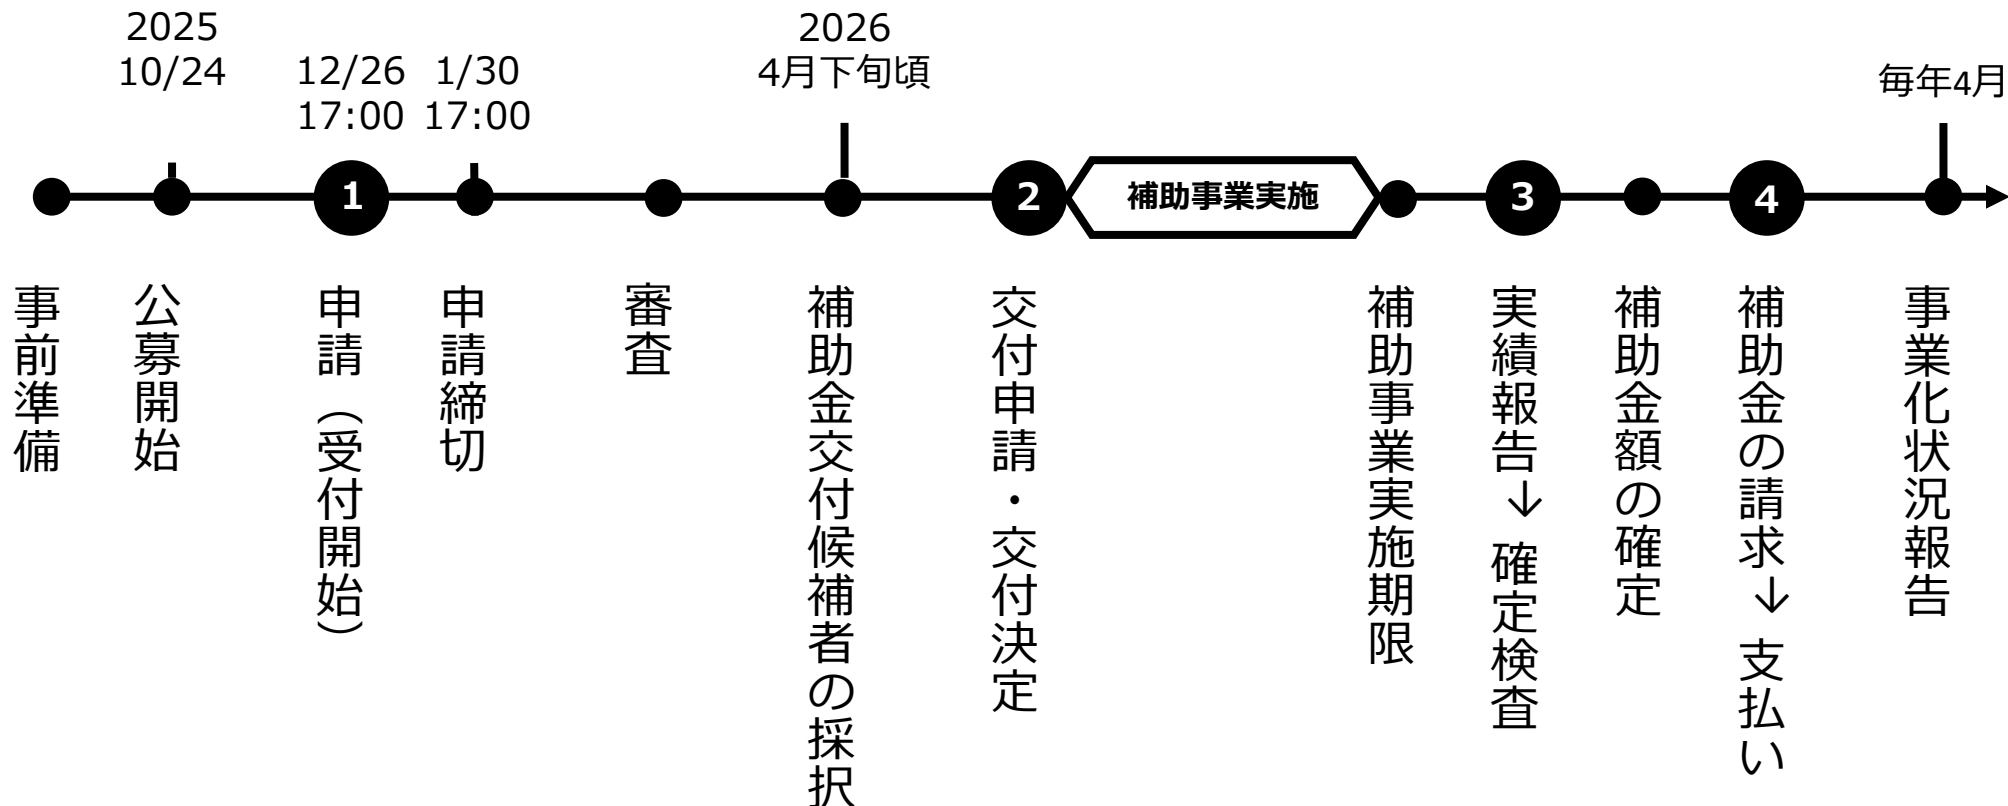 2025
10/24
12/26
17:00
1/30
17:00
2026
4月下旬頃
毎年4月
1
2
補助事業実施
3
4
事前準備
公募開始
申請（受付開始）
申請締切
審査
補助金交付候補者の採択
交付申請・交付決定
補助事業実施期限
実績報告→確定検査
補助金額の確定
補助金の請求→支払い
事業化状況報告